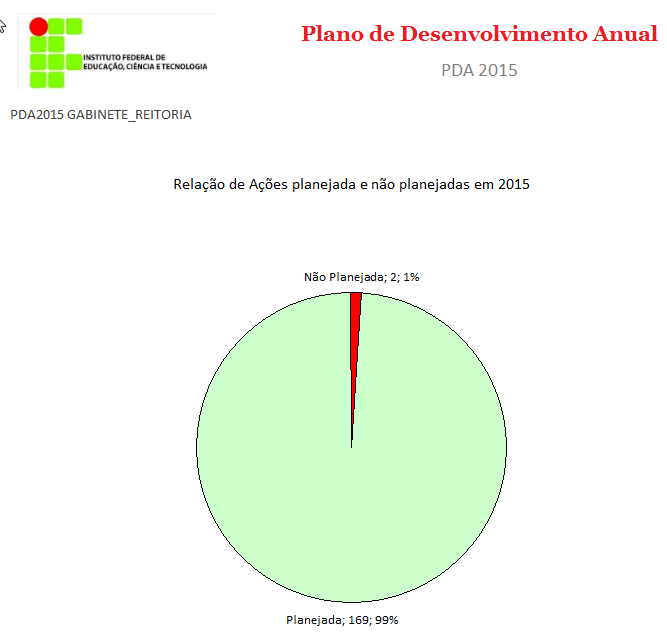 INSTITUTO FEDERAL DE
EDUCAÇÃO, CIÊNCIA E TECNOLOGIA
Plano de Desenvolvimento Anual
PDA 2015
PDA2015 GABINETE_REITORIA
Relação de Ações planejada e não planejadas em 2015
Não Planejada; 2; 1%
Planejada; 169; 99%